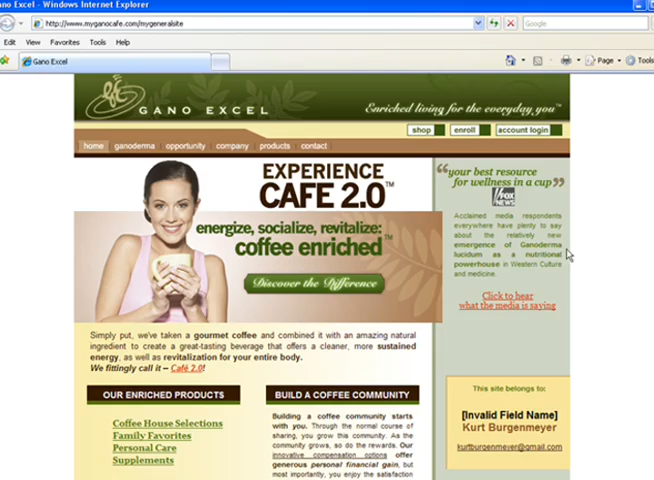 ano Excel - Windows Internet Explorer
http://www.myganocafe.com/mygeneralsite
Google
Edit View Favorites Tools Help
Gano Excel
Page Tools
GANO EXCEL
Enriched living for the everyday you™
shop enroll account login
home ganoderma opportunity company products contact
EXPERIENCE
CAFE 2.0™
energize, socialize, revitalize:
coffee enriched™
Discover the Difference
“your best resource
for wellness in a cup”
FOX
NEWS
Acclaimed media respondents
everywhere have plenty to say
about the relatively new
emergence of Ganoderma
lucidum as a nutritional
powerhouse in Western Culture
and medicine.
Click to hear
what the media is saying
Simply put, we've taken a gourmet coffee and combined it with an amazing natural
ingredient to create a great-tasting beverage that offers a cleaner, more sustained
energy, as well as revitalization for your entire body.
We fittingly call it – Café 2.0!
OUR ENRICHED PRODUCTS
Coffee House Selections
Family Favorites
Personal Care
Supplements
BUILD A COFFEE COMMUNITY
Building a coffee community starts
with you. Through the normal course of
sharing, you grow this community. As the
community grows, so do the rewards. Our
innovative compensation options offer
generous personal financial gain, but
most importantly, you enjoy the satisfaction
This site belongs to:
[Invalid Field Name]
Kurt Burgenmeyer
kurtburgenmeyer@gmail.com